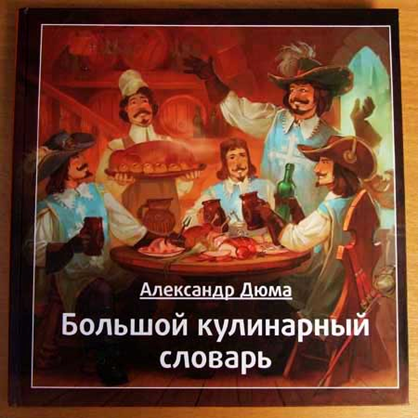 Александр Дюма
Большой кулинарный
словарь